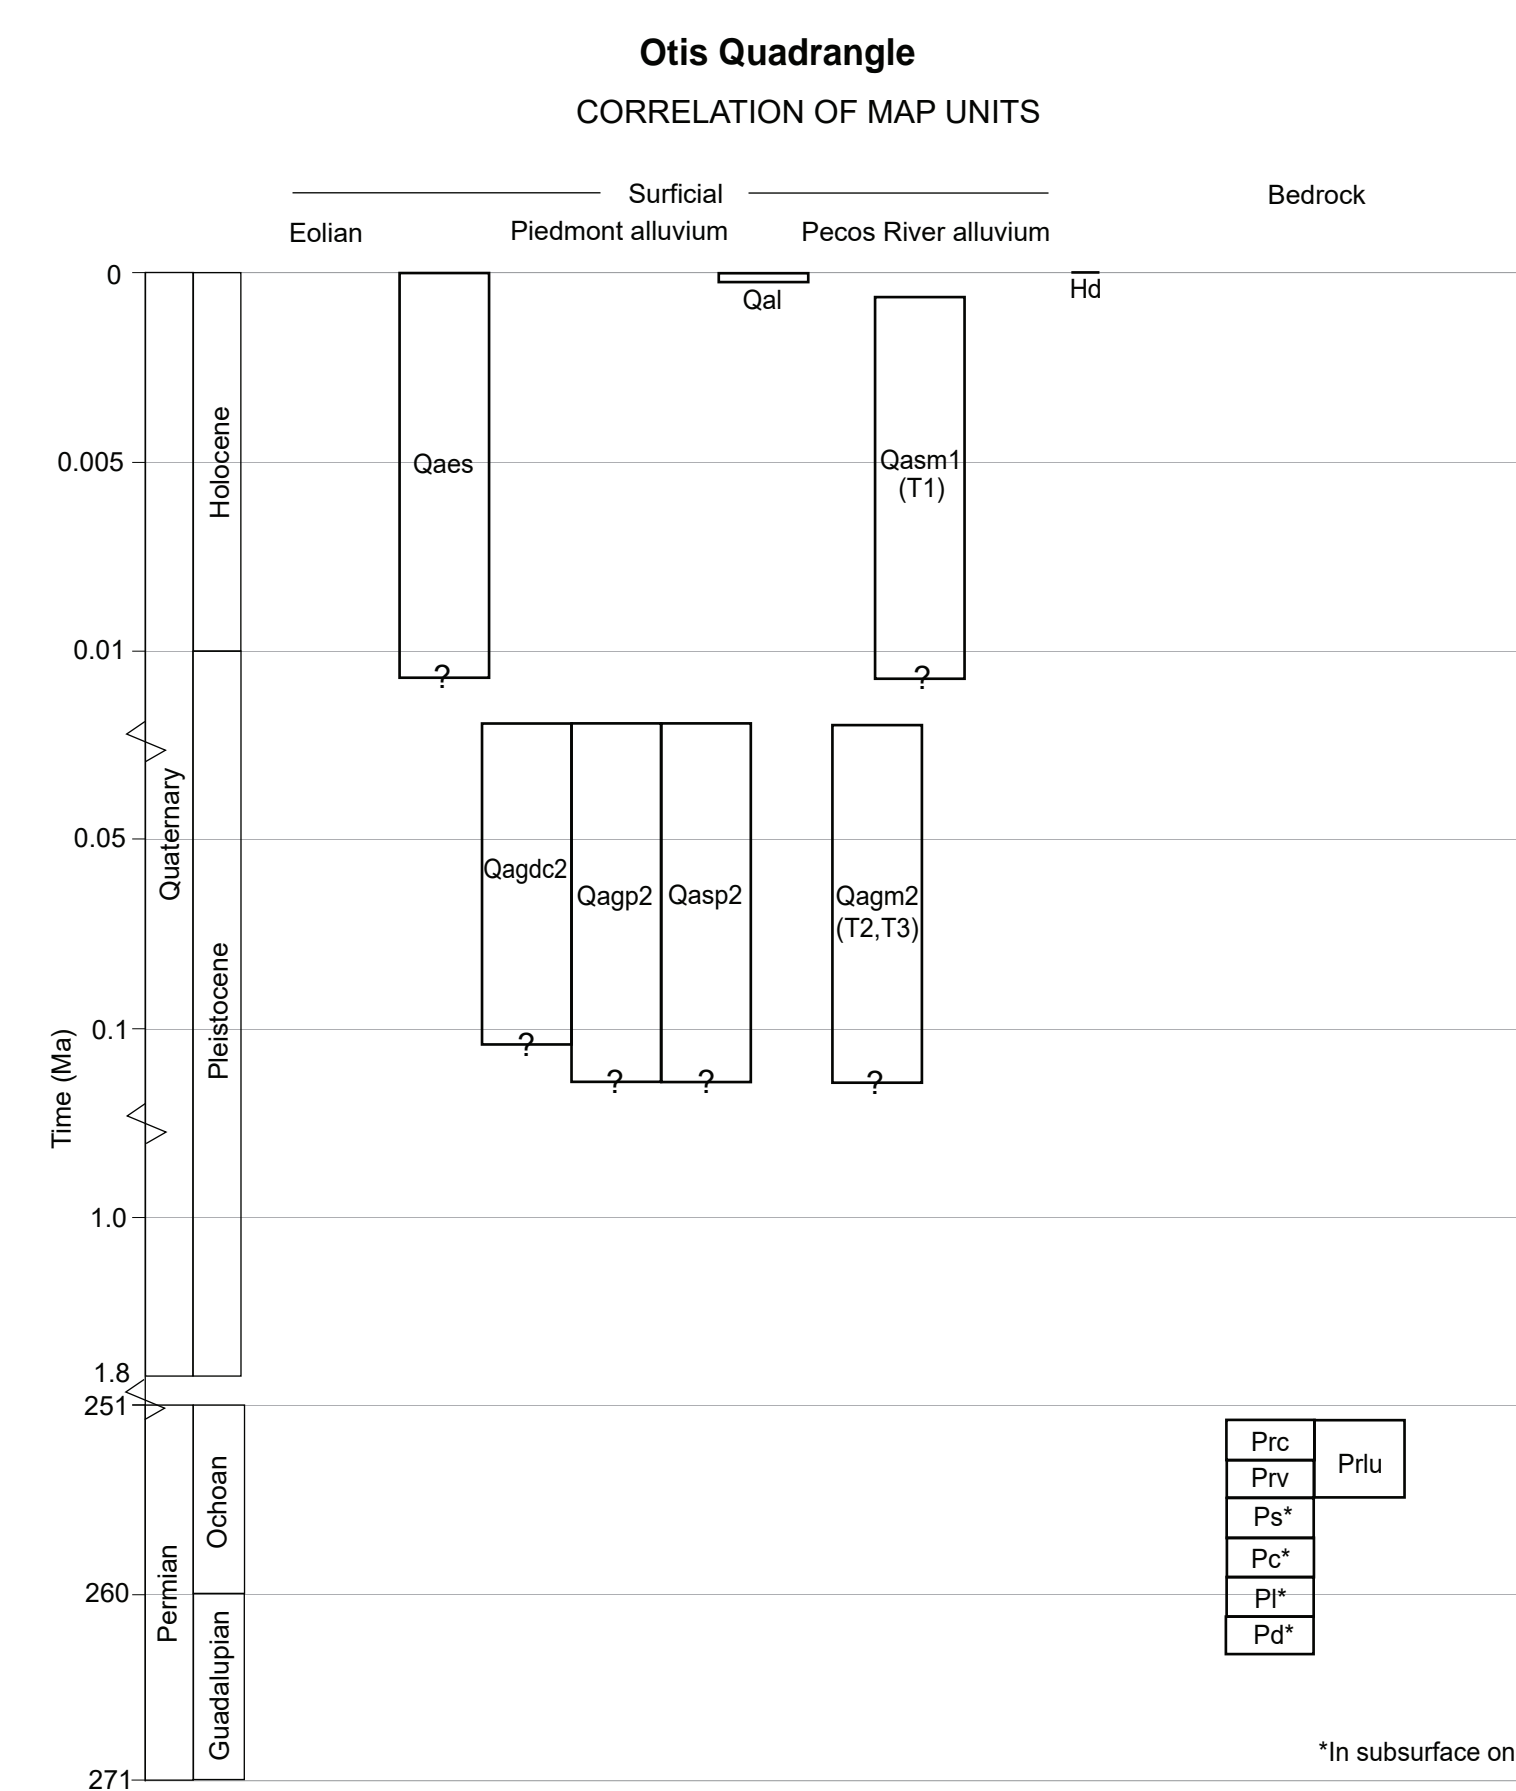 Otis Quadrangle
CORRELATION OF MAP UNITS
Surficial
Bedrock
Eolian
Piedmont alluvium
Pecos River alluvium
0
Qal
Hd
Holocene
0.005
Qaes
Qasm1
(T1)
0.01
?
?
Quaternary
0.05
Qagdc2
Qagp2
Qasp2
Qagm2
(T2,T3)
Pleistocene
Time (Ma)
0.1
?
?
?
?
1.0
1.8
251
Prc
Prlu
Prv
Ochoan
Ps*
Pc*
Permian
260
Pl*
Pd*
Guadalupian
*In subsurface on
271